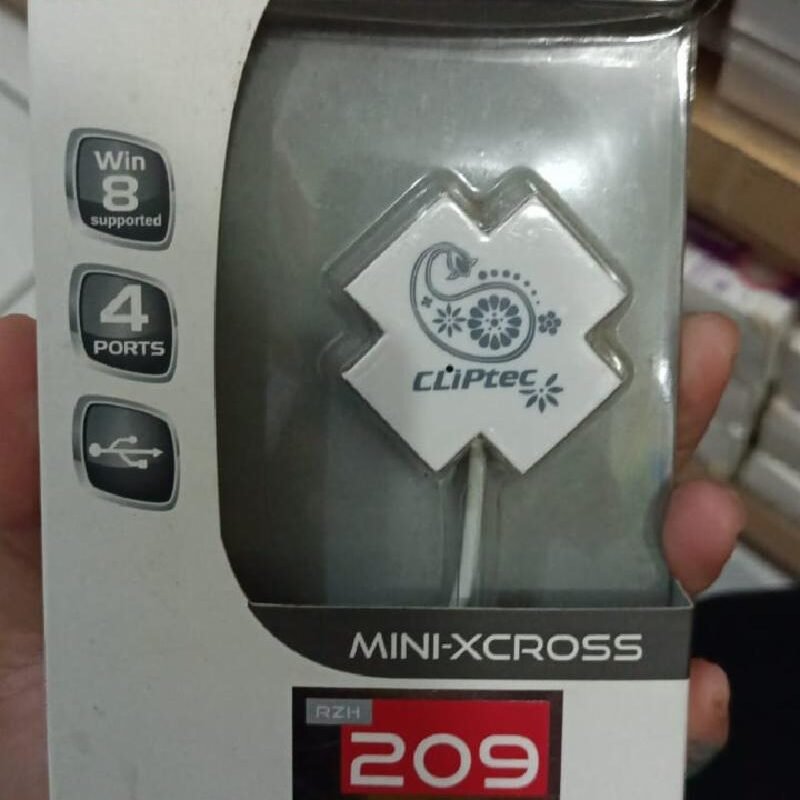 Win
8
supported
4
PORTS
CLiPtec
MINI-XCROSS
RZH
209